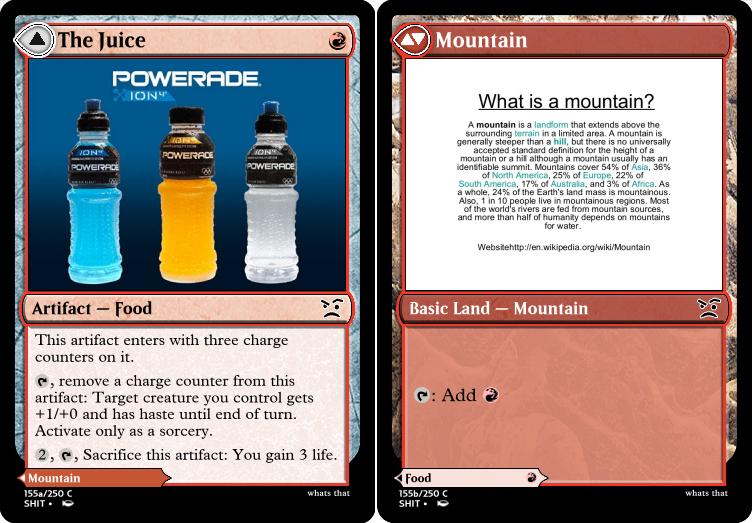 The Juice
POWERADE
ION4
ION4
POWERADE
ION4
POWERADE
ION4
POWERADE
Artifact — Food
This artifact enters with three charge
counters on it.
, remove a charge counter from this
artifact: Target creature you control gets
+1/+0 and has haste until end of turn.
Activate only as a sorcery.
2, , Sacrifice this artifact: You gain 3 life.
Mountain
155a/250 C
SHIT •
whats that
Mountain
What is a mountain?
A mountain is a landform that extends above the
surrounding terrain in a limited area. A mountain is
generally steeper than a hill, but there is no universally
accepted standard definition for the height of a
mountain or a hill although a mountain usually has an
identifiable summit. Mountains cover 54% of Asia, 36%
of North America, 25% of Europe, 22% of
South America, 17% of Australia, and 3% of Africa. As
a whole, 24% of the Earth's land mass is mountainous.
Also, 1 in 10 people live in mountainous regions. Most
of the world's rivers are fed from mountain sources,
and more than half of humanity depends on mountains
for water.
Websitehttp://en.wikipedia.org/wiki/Mountain
Basic Land — Mountain
: Add
Food
155b/250 C
SHIT •
whats that